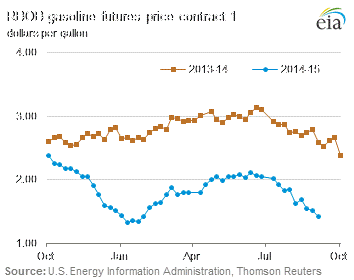 RBOB gasoline futures price contract 1
dollars per gallon
eia
4.00
2013-14
2014-15
3.00
2.00
1.00
Oct
Jun
Apr
Jul
Oct
Source: U.S. Energy Information Administration, Thomson Reuters